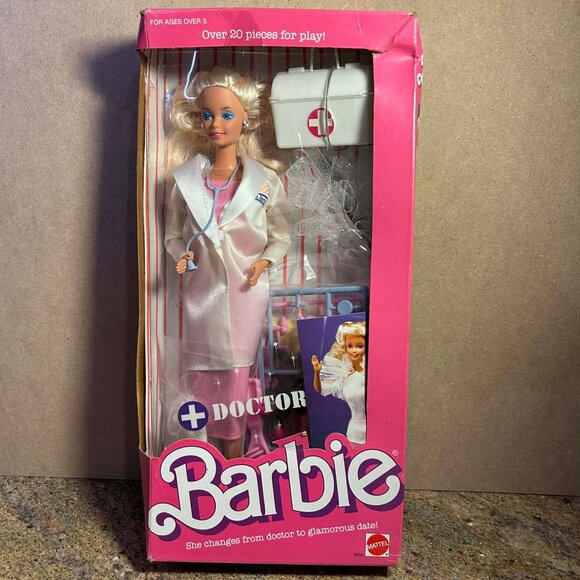 FOR AGES OVER 3.
Over 20 pieces for play!
DOCTOR
Barbie®
She changes from doctor to glamorous date!
MATTEL